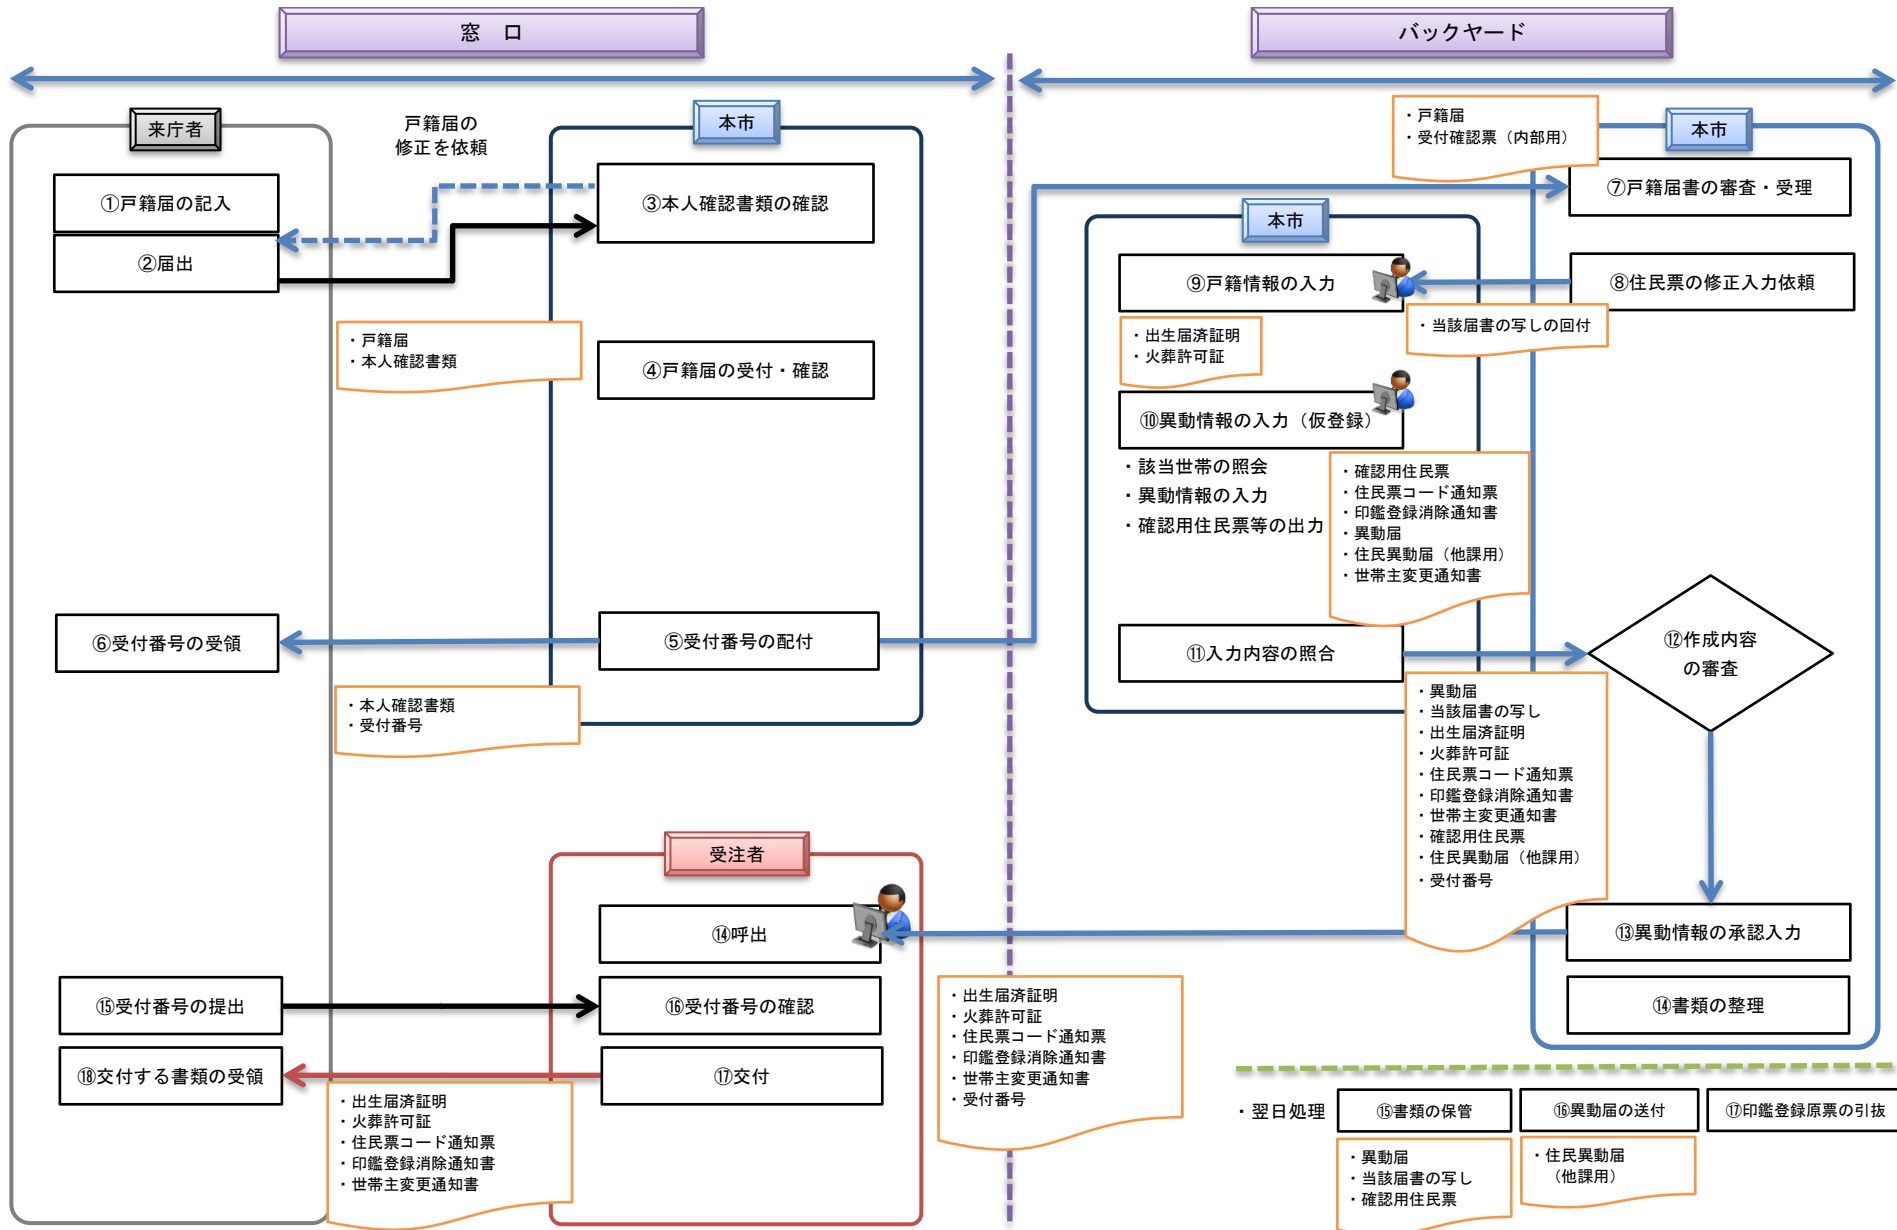 窓　口
バックヤード
来庁者
戸籍届の
修正を依頼
本市
①戸籍届の記入
②届出
③本人確認書類の確認
・戸籍届
・本人確認書類
④戸籍届の受付・確認
⑥受付番号の受領
⑤受付番号の配付
・本人確認書類
・受付番号
受注者
⑭呼出
⑮受付番号の提出
⑯受付番号の確認
⑱交付する書類の受領
⑰交付
・出生届済証明
・火葬許可証
・住民票コード通知票
・印鑑登録消除通知書
・世帯主変更通知書
・戸籍届
・受付確認票（内部用）
本市
⑦戸籍届書の審査・受理
本市
⑨戸籍情報の入力
⑧住民票の修正入力依頼
・当該届書の写しの回付
・出生届済証明
・火葬許可証
⑩異動情報の入力（仮登録）
・該当世帯の照会
・異動情報の入力
・確認用住民票等の出力
・確認用住民票
・住民票コード通知票
・印鑑登録消除通知書
・異動届
・住民異動届（他課用）
・世帯主変更通知書
⑪入力内容の照合
⑫作成内容
の審査
・異動届
・当該届書の写し
・出生届済証明
・火葬許可証
・住民票コード通知票
・印鑑登録消除通知書
・世帯主変更通知書
・確認用住民票
・住民異動届（他課用）
・受付番号
⑬異動情報の承認入力
⑭書類の整理
・出生届済証明
・火葬許可証
・住民票コード通知票
・印鑑登録消除通知書
・世帯主変更通知書
・受付番号
・翌日処理
⑮書類の保管
⑯異動届の送付
⑰印鑑登録原票の引抜
・異動届
・当該届書の写し
・確認用住民票
・住民異動届
（他課用）